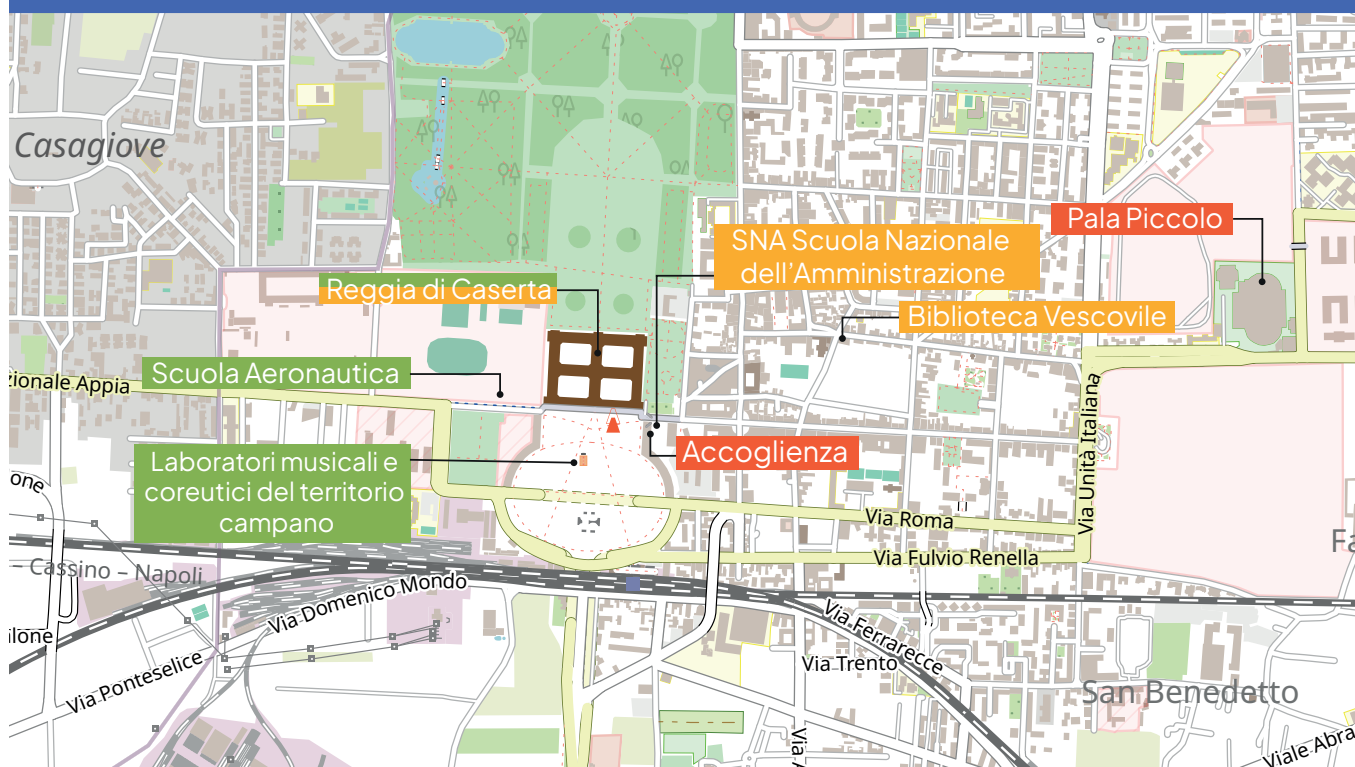 Casagiove
Pala Piccolo
SNA Scuola Nazionale
dell'Amministrazione
Reggia di Caserta
Biblioteca Vescovile
Scuola Aeronautica
zionale Appia
Via Unità Italiana
Accoglienza
Laboratori musicali e
coreutici del territorio
campano
one
Via Roma
Via Fulvio Renella
Fa
– Cassino – Napoli
Via Domenico Mondo
Via Ferrarecce
ilone
Via Trento
Via Ponteselice
San Benedetto
Viale Abra
Via